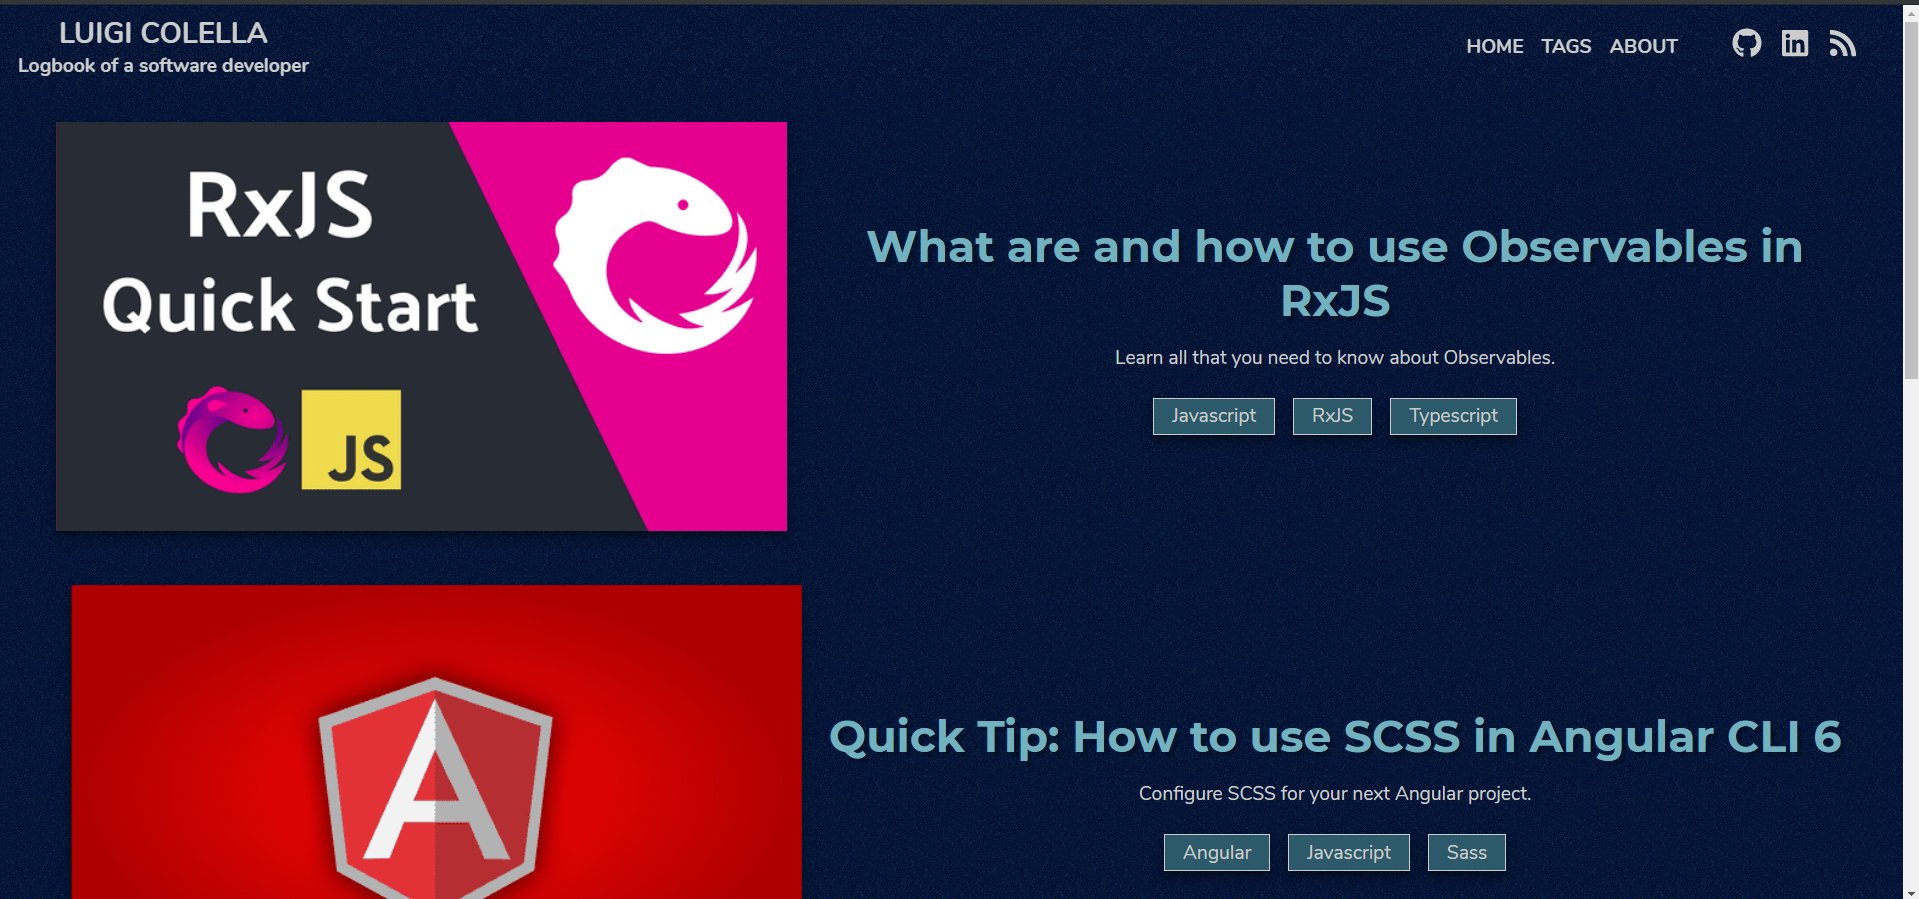 LUIGI COLELLA
Logbook of a software developer
HOME TAGS ABOUT
in
RxJS
Quick Start
JS
What are and how to use Observables in
RxJS
Learn all that you need to know about Observables.
Javascript RxJS Typescript
A
Quick Tip: How to use SCSS in Angular CLI 6
Configure SCSS for your next Angular project.
Angular Javascript Sass